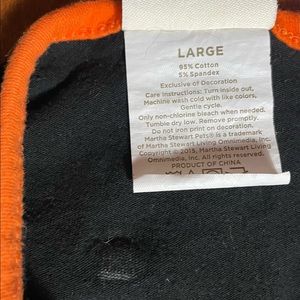 LARGE
95% Cotton
5% Spandex
Exclusive of Decoration
Care Instructions: Turn inside out,
Machine wash cold with like colors,
Gentle cycle.
Only non-chlorine bleach when needed.
Tumble dry low. Remove promptly.
Do not iron print on decoration.
Martha Stewart Pets® is a trademark
of Martha Stewart Living
Omnimedia, Inc.
Copyright © 2015, Martha Stewart Living
Omnimedia, Inc.
PRODUCT OF CHINA